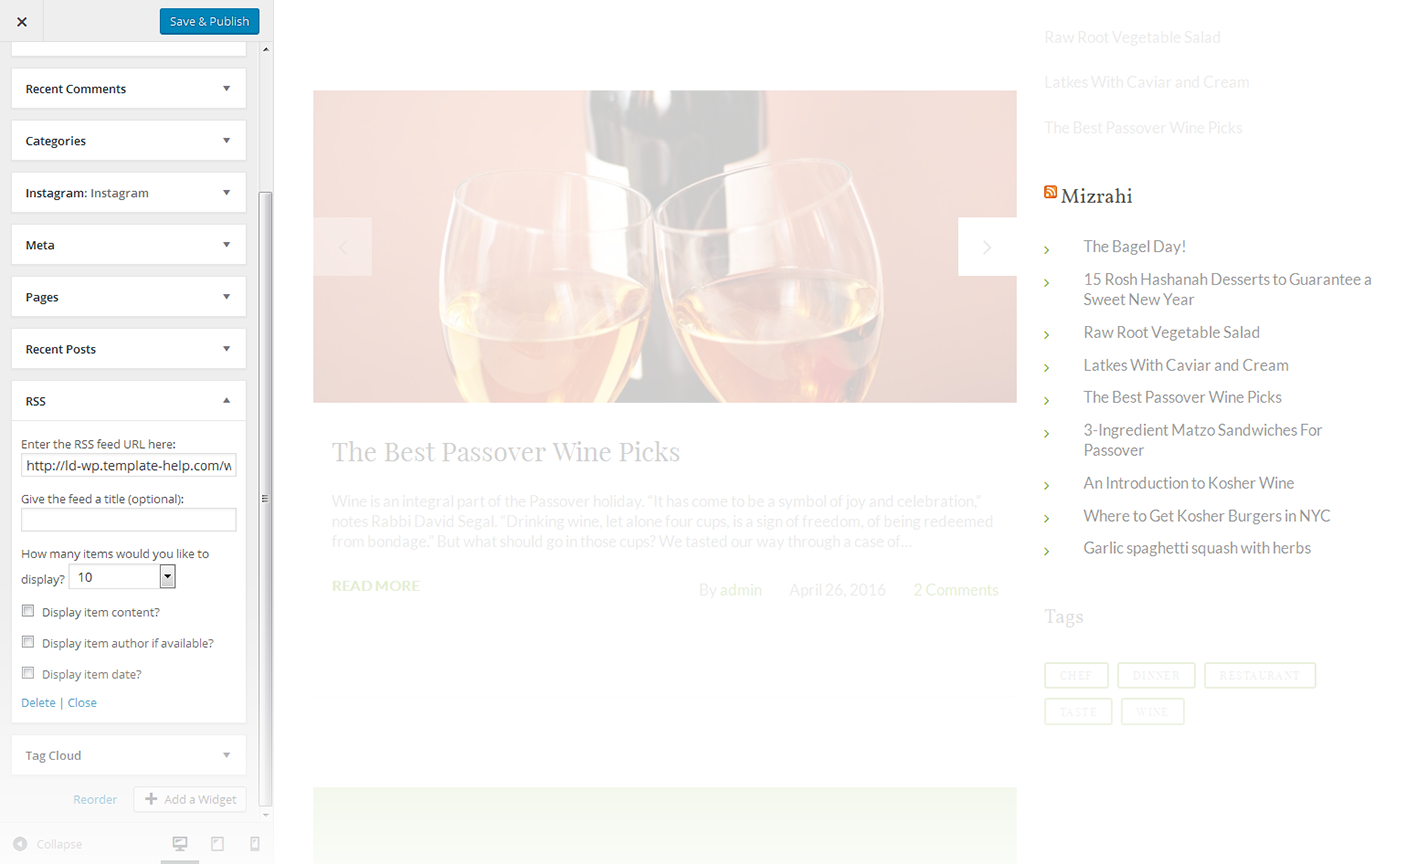 Save & Publish
Recent Comments
Categories
Instagram: Instagram
Meta
Pages
Recent Posts
RSS
Enter the RSS feed URL here:
http://ld-wp.template-help.com/w
Give the feed a title (optional):
How many items would you like to
display? 10
Display item content?
Display item author if available?
Display item date?
Delete | Close
Tag Cloud
Reorder
Add a Widget
Collapse
The Best Passover Wine Picks
Wine is an integral part of the Passover holiday. “It has come to be a symbol of joy and celebration,”
notes Rabbi David Segal. “Drinking wine, let alone four cups, is a sign of freedom, of being redeemed
from bondage.” But what should go in those cups? We tasted our way through a case of...
READ MORE
By admin April 26, 2016 2 Comments
Raw Root Vegetable Salad
Latkes With Caviar and Cream
The Best Passover Wine Picks
Mizrahi
The Bagel Day!
15 Rosh Hashanah Desserts to Guarantee a
Sweet New Year
Raw Root Vegetable Salad
Latkes With Caviar and Cream
The Best Passover Wine Picks
3-Ingredient Matzo Sandwiches For
Passover
An Introduction to Kosher Wine
Where to Get Kosher Burgers in NYC
Garlic spaghetti squash with herbs
Tags
CHEF DINNER RESTAURANT
TASTE WINE